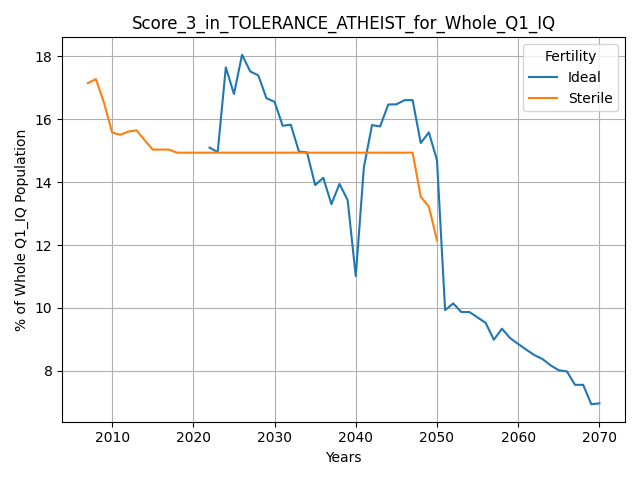 Score_3_in_TOLERANCE_ATHEIST_for_Whole_Q1_IQ
Fertility
Ideal
Sterile
% of Whole Q1_IQ Population
18
16
14
12
10
8
2010 2020 2030 2040 2050 2060 2070
Years